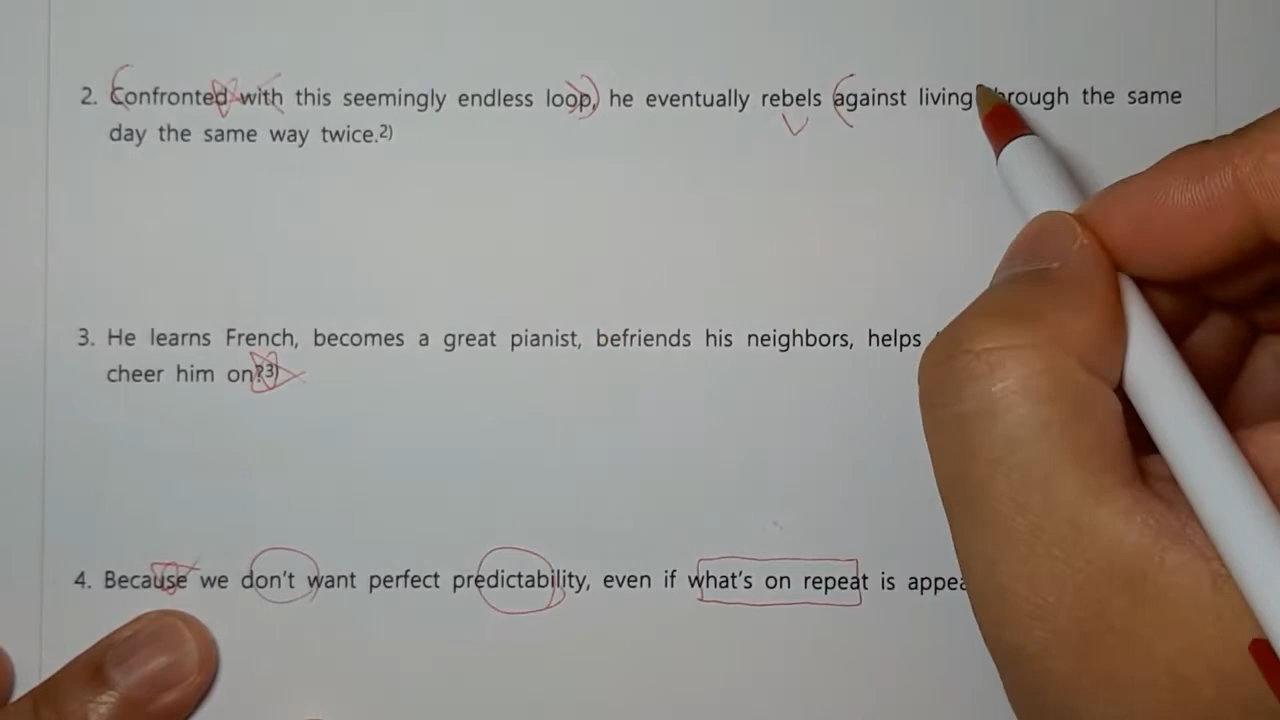 2. Confronted with this seemingly endless loop, he eventually rebels against living through the same
day the same way twice.2)
3. He learns French, becomes a great pianist, befriends his neighbors, helps
cheer him on?3)
4. Because we don't want perfect predictability, even if what's on repeat is